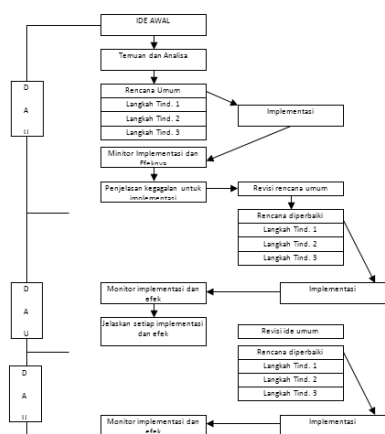 IDE AWAL
Temuan dan Analisa
D
A
U
Rencana Umum
Langkah Tind. 1
Langkah Tind. 2
Langkah Tind. 3
Implementasi
Minitor Implementasi dan
Efeknya
Penjelasan kegagalan untuk
implementasi
Revisi rencana umum
Rencana diperbaiki
Langkah Tind. 1
Langkah Tind. 2
Langkah Tind. 3
D
A
U
Monitor implementasi dan
efek
Implementasi
Jelaskan setiap implementasi
dan efek
Revisi ide umum
Rencana diperbaiki
Langkah Tind. 1
Langkah Tind. 2
Langkah Tind. 3
D
A
U
Monitor implementasi dan
efek
Implementasi